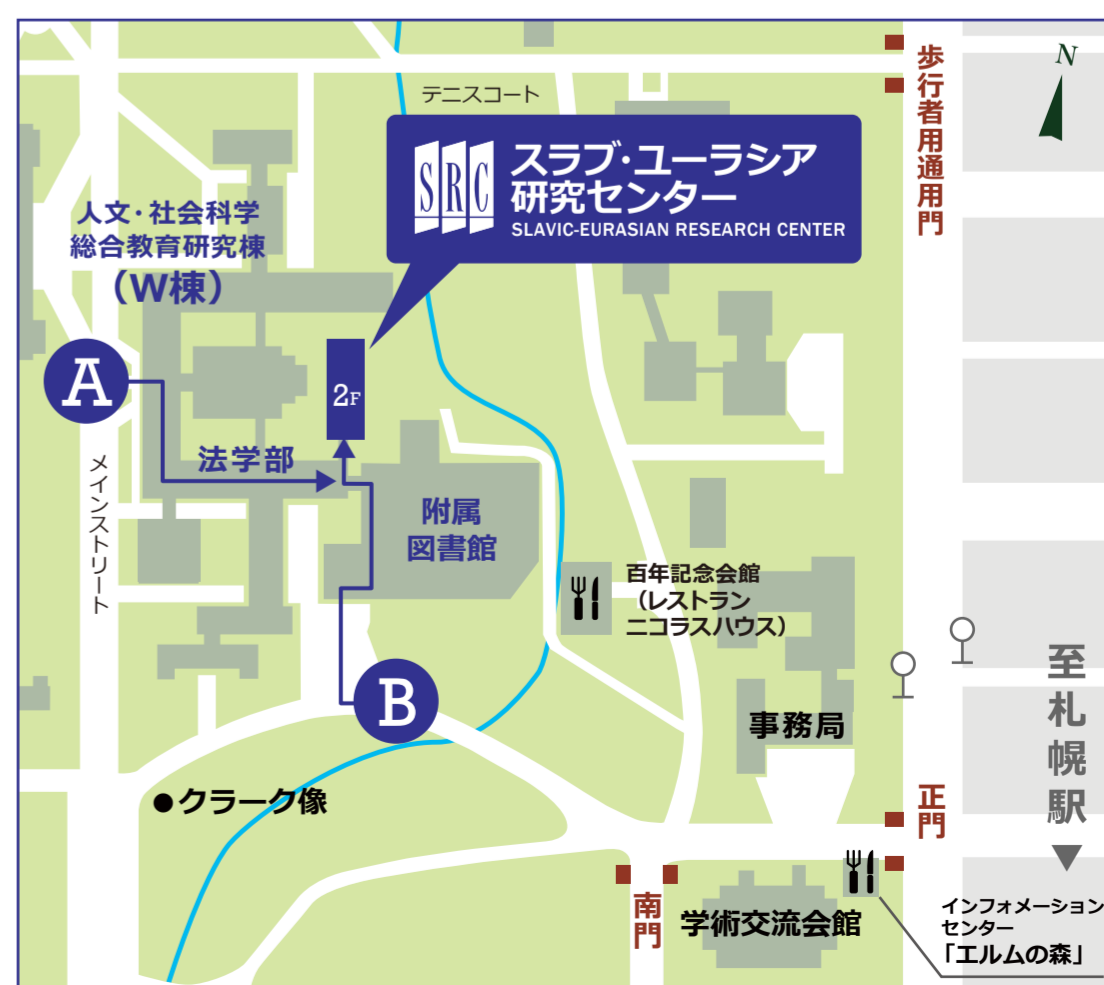 歩行者用通用門
N
テニスコート
SRC
スラブ・ユーラシア
研究センター
SLAVIC-EURASIAN RESEARCH CENTER
人文・社会科学
総合教育研究棟
（W棟）
A
2F
法学部
メインストリート
附属
図書館
百年記念会館
（レストラン
ニコラスハウス）
B
事務局
至札幌駅▼
●クラーク像
正門
南門
学術交流会館
インフォメーション
センター
「エルムの森」